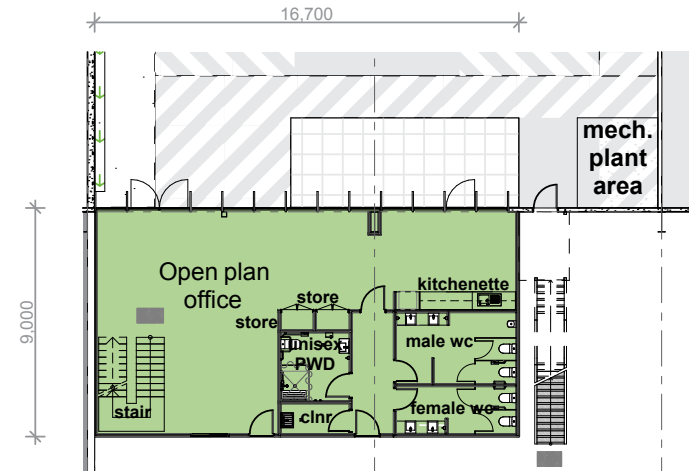 16,700
mech.
plant
area
9,000
Open plan
office
store
kitchenette
store
unisex
PWD
male wc
stair
clnr
female wc